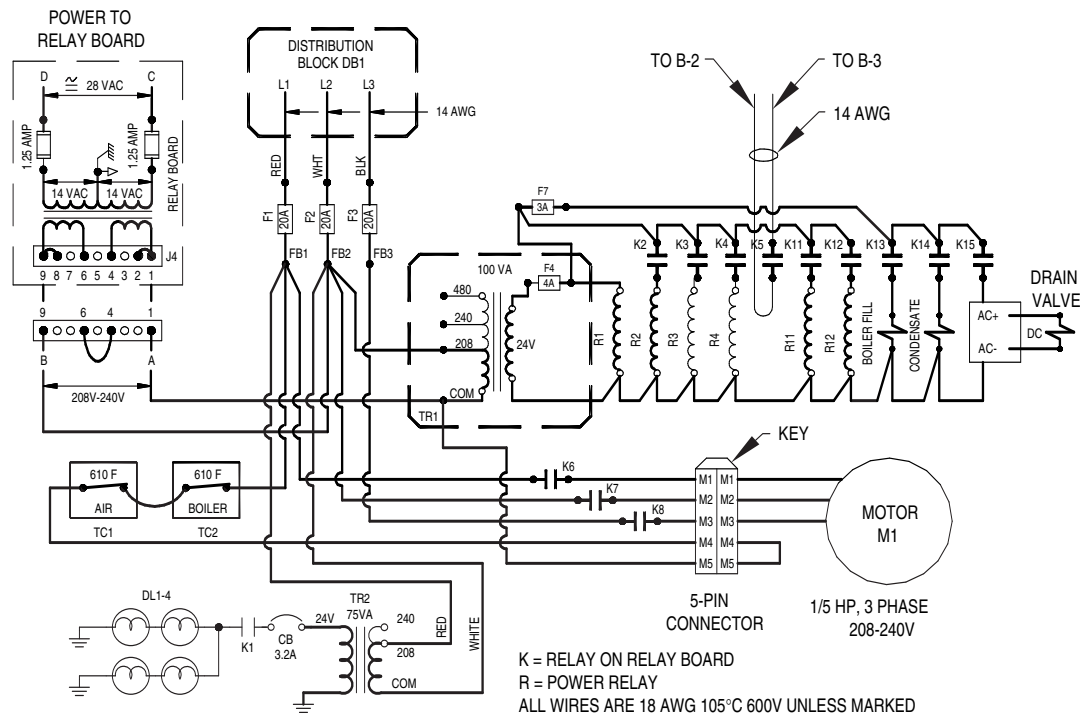 POWER TO
RELAY BOARD
D
C
≅ 28 VAC
1.25 AMP
1.25 AMP
RELAY BOARD
14 VAC
14 VAC
J4
9 8 7 6 5 4 3 2 1
9 6 4 1
B
A
208V-240V
DISTRIBUTION
BLOCK DB1
L1 L2 L3
14 AWG
RED
WHT
BLK
F1
20A
F2
20A
F3
20A
FB1
FB2
FB3
TO B-2
TO B-3
14 AWG
F7
3A
100 VA
F4
4A
480
240
208
COM
24V
TR1
K2 K3 K4 K5 K11 K12 K13 K14 K15
R1
R2
R3
R4
R11
R12
BOILER FILL
CONDENSATE
AC+
AC-
DC
DRAIN
VALVE
610 F
AIR
TC1
610 F
BOILER
TC2
K6
K7
K8
KEY
M1 M1
M2 M2
M3 M3
M4 M4
M5 M5
5-PIN
CONNECTOR
MOTOR
M1
1/5 HP, 3 PHASE
208-240V
DL1-4
K1
CB
3.2A
24V
TR2
75VA
240
208
COM
RED
WHITE
K = RELAY ON RELAY BOARD
R = POWER RELAY
ALL WIRES ARE 18 AWG 105°C 600V UNLESS MARKED